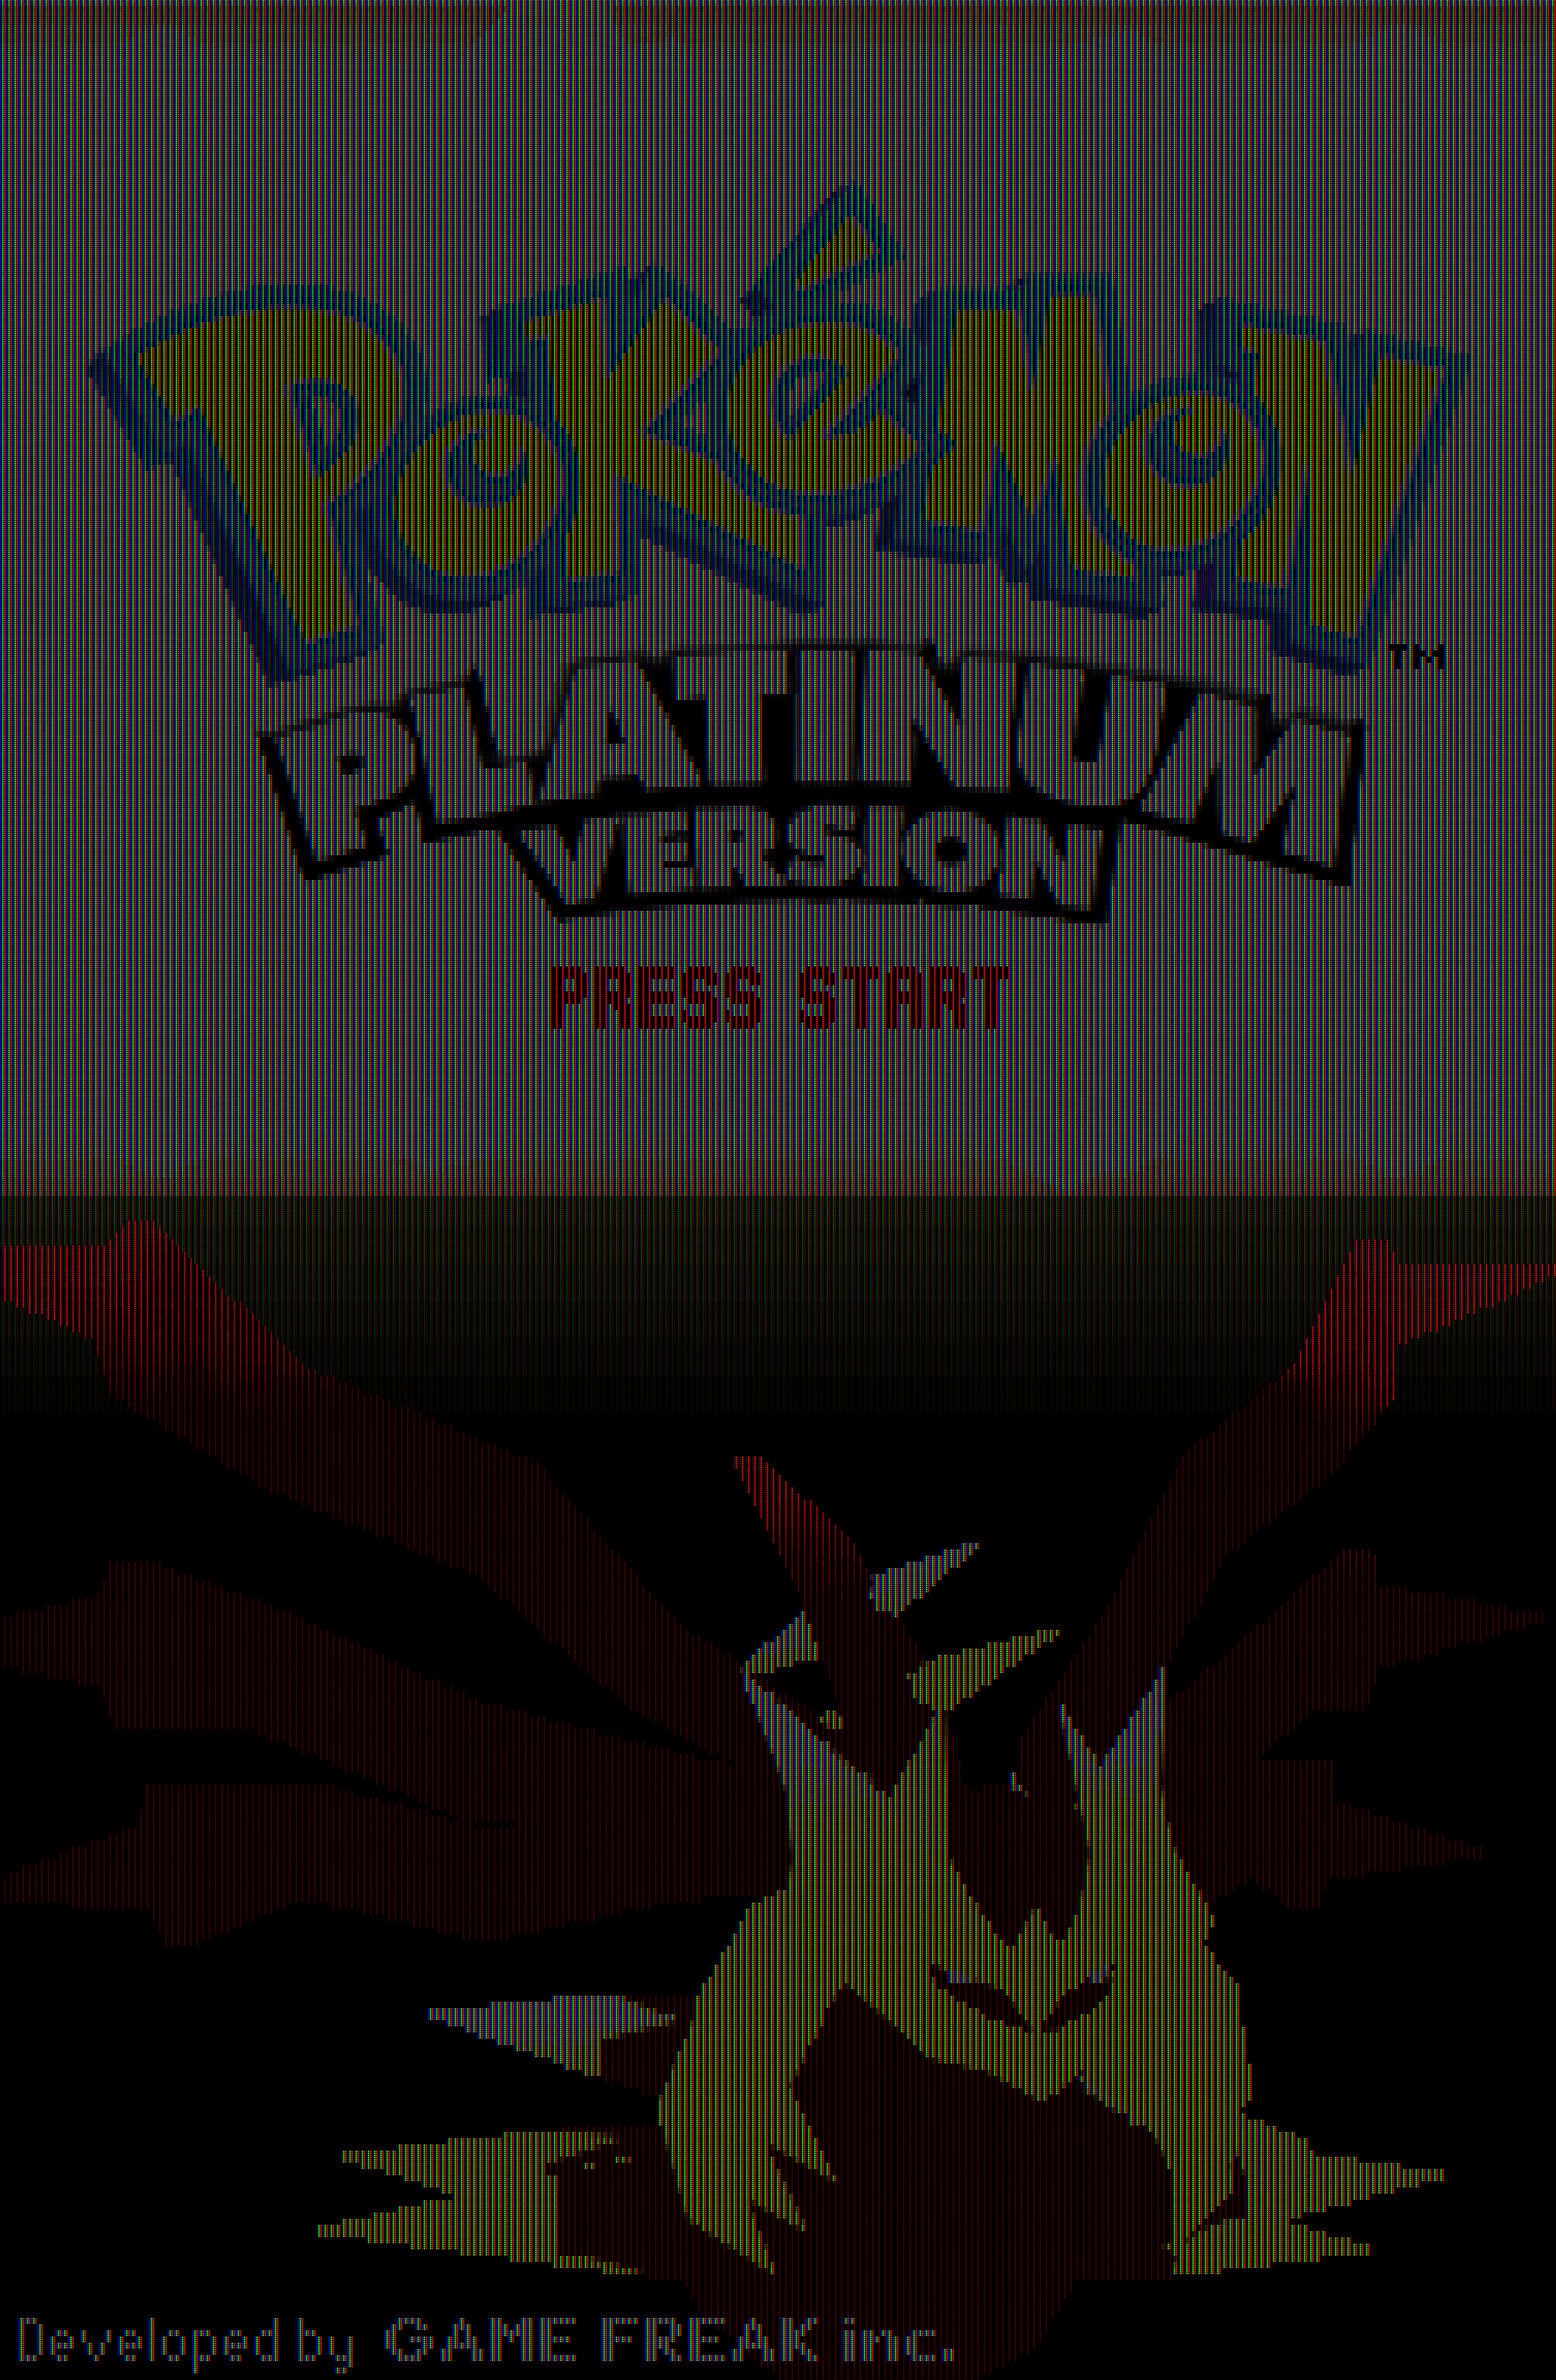 Pokémon
™
PLATINUM
VERSION
PRESS START
Developed by GAME FREAK inc.